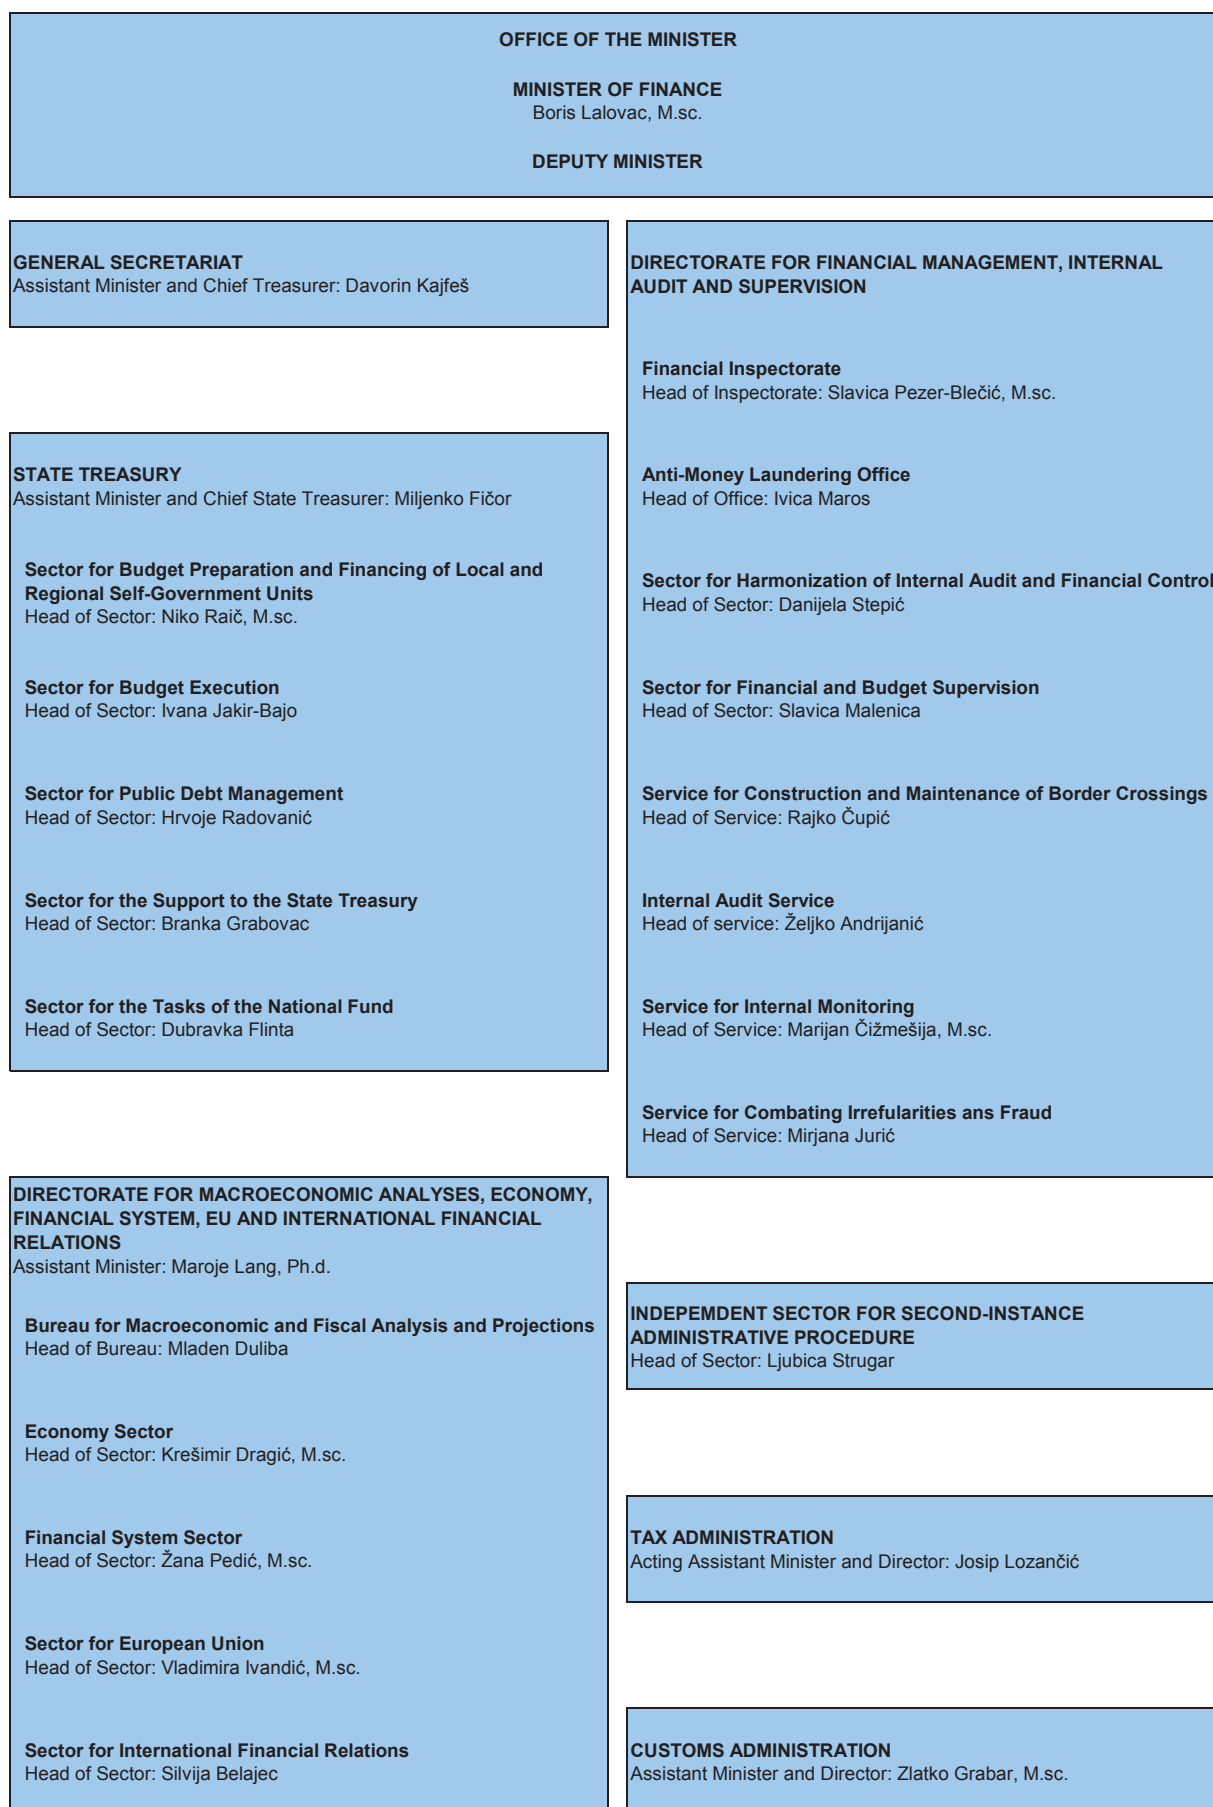 OFFICE OF THE MINISTER
MINISTER OF FINANCE
Boris Lalovac, M.sc.
DEPUTY MINISTER
GENERAL SECRETARIAT
Assistant Minister and Chief Treasurer: Davorin Kajfeš
STATE TREASURY
Assistant Minister and Chief State Treasurer: Miljenko Fičor
Sector for Budget Preparation and Financing of Local and
Regional Self-Government Units
Head of Sector: Niko Raič, M.sc.
Sector for Budget Execution
Head of Sector: Ivana Jakir-Bajo
Sector for Public Debt Management
Head of Sector: Hrvoje Radovanić
Sector for the Support to the State Treasury
Head of Sector: Branka Grabovac
Sector for the Tasks of the National Fund
Head of Sector: Dubravka Flinta
DIRECTORATE FOR MACROECONOMIC ANALYSES, ECONOMY,
FINANCIAL SYSTEM, EU AND INTERNATIONAL FINANCIAL
RELATIONS
Assistant Minister: Maroje Lang, Ph.d.
Bureau for Macroeconomic and Fiscal Analysis and Projections
Head of Bureau: Mladen Duliba
Economy Sector
Head of Sector: Krešimir Dragić, M.sc.
Financial System Sector
Head of Sector: Žana Pedić, M.sc.
Sector for European Union
Head of Sector: Vladimira Ivandić, M.sc.
Sector for International Financial Relations
Head of Sector: Silvija Belajec
DIRECTORATE FOR FINANCIAL MANAGEMENT, INTERNAL
AUDIT AND SUPERVISION
Financial Inspectorate
Head of Inspectorate: Slavica Pezer-Blečić, M.sc.
Anti-Money Laundering Office
Head of Office: Ivica Maros
Sector for Harmonization of Internal Audit and Financial Control
Head of Sector: Danijela Stepić
Sector for Financial and Budget Supervision
Head of Sector: Slavica Malenica
Service for Construction and Maintenance of Border Crossings
Head of Service: Rajko Čupić
Internal Audit Service
Head of service: Željko Andrijanić
Service for Internal Monitoring
Head of Service: Marijan Čižmešija, M.sc.
Service for Combating Irrefularities ans Fraud
Head of Service: Mirjana Jurić
INDEPEMDENT SECTOR FOR SECOND-INSTANCE
ADMINISTRATIVE PROCEDURE
Head of Sector: Ljubica Strugar
TAX ADMINISTRATION
Acting Assistant Minister and Director: Josip Lozančić
CUSTOMS ADMINISTRATION
Assistant Minister and Director: Zlatko Grabar, M.sc.